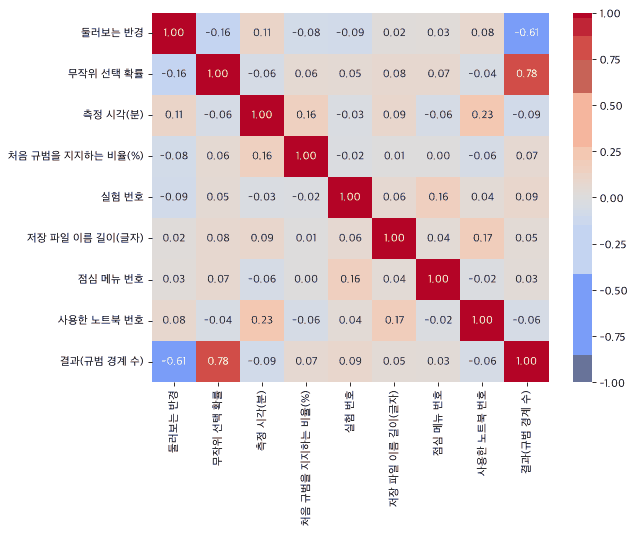 둘러보는 반경 1.00 -0.16 0.11 -0.08 -0.09 0.02 0.03 0.08 -0.61
무작위 선택 확률 -0.16 1.00 -0.06 0.06 0.05 0.08 0.07 -0.04 0.78
측정 시각(분) 0.11 -0.06 1.00 0.16 -0.03 0.09 -0.06 0.23 -0.09
처음 규범을 지지하는 비율(%) -0.08 0.06 0.16 1.00 -0.02 0.01 0.00 -0.06 0.07
실험 번호 -0.09 0.05 -0.03 -0.02 1.00 0.06 0.16 0.04 0.09
저장 파일 이름 길이(글자) 0.02 0.08 0.09 0.01 0.06 1.00 0.04 0.17 0.05
점심 메뉴 번호 0.03 0.07 -0.06 0.00 0.16 0.04 1.00 -0.02 0.03
사용한 노트북 번호 0.08 -0.04 0.23 -0.06 0.04 0.17 -0.02 1.00 -0.06
결과(규범 경계 수) -0.61 0.78 -0.09 0.07 0.09 0.05 0.03 -0.06 1.00
둘러보는 반경
무작위 선택 확률
측정 시각(분)
처음 규범을 지지하는 비율(%)
실험 번호
저장 파일 이름 길이(글자)
점심 메뉴 번호
사용한 노트북 번호
결과(규범 경계 수)
1.00
0.75
0.50
0.25
0.00
-0.25
-0.50
-0.75
-1.00